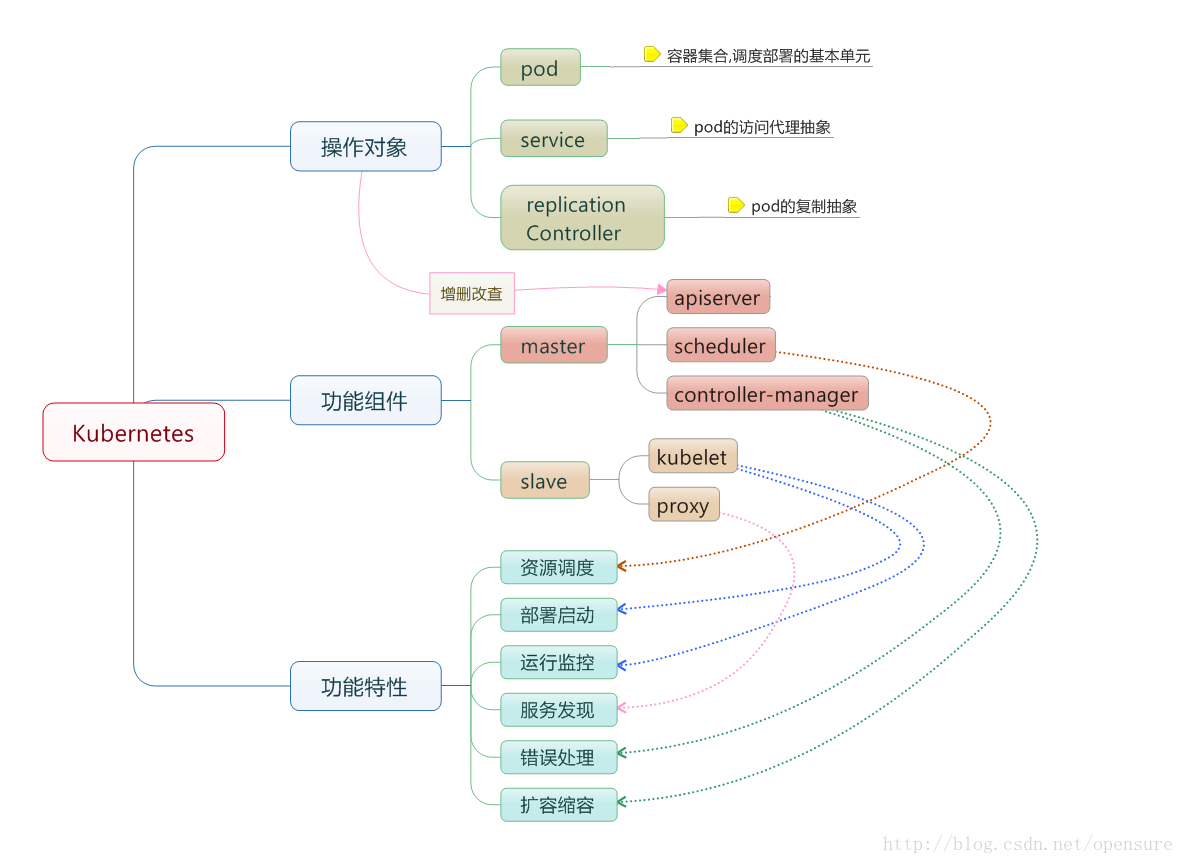 pod
容器集合,调度部署的基本单元
操作对象
service
pod的访问代理抽象
replication
Controller
pod的复制抽象
增删改查
apiserver
master
scheduler
controller-manager
功能组件
Kubernetes
slave
kubelet
proxy
资源调度
部署启动
运行监控
功能特性
服务发现
错误处理
扩容缩容
http://blog.csdn.net/opensure